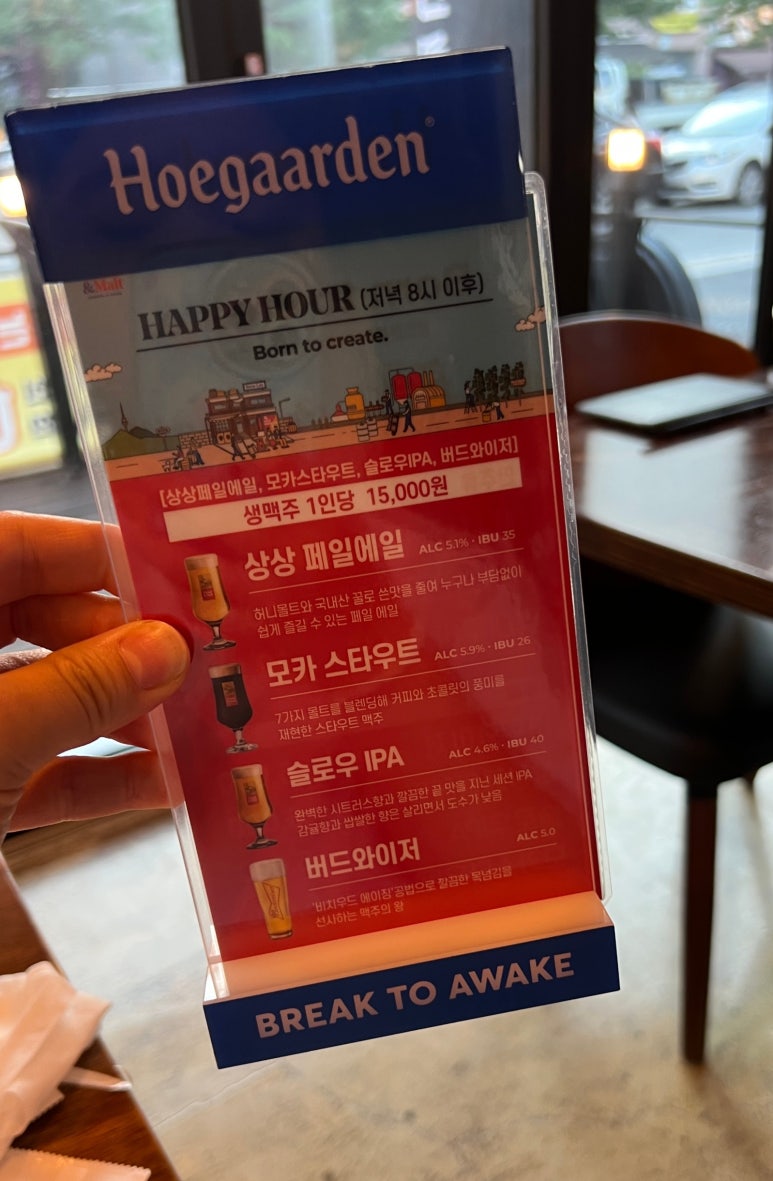 Hoegaarden®
&Malt
HAPPY HOUR (저녁 8시 이후)
Born to create.
[상상페일에일, 모카스타우트, 슬로우IPA, 버드와이저]
생맥주 1인당 15,000원
상상 페일에일 ALC 5.1% · IBU 35
허니몰트와 국내산 꿀로 쓴맛을 줄여 누구나 부담없이
쉽게 즐길 수 있는 페일 에일
모카 스타우트 ALC 5.9% · IBU 26
7가지 몰트를 블렌딩해 커피와 초콜릿의 풍미를
재현한 스타우트 맥주
슬로우 IPA ALC 4.6% · IBU 40
완벽한 시트러스향과 깔끔한 끝 맛을 지닌 세션 IPA
감귤향과 쌉쌀한 향은 살리면서 도수가 낮음
버드와이저 ALC 5.0
'비치우드 에이징'공법으로 깔끔한 목넘김을
선사하는 맥주의 왕
BREAK TO AWAKE